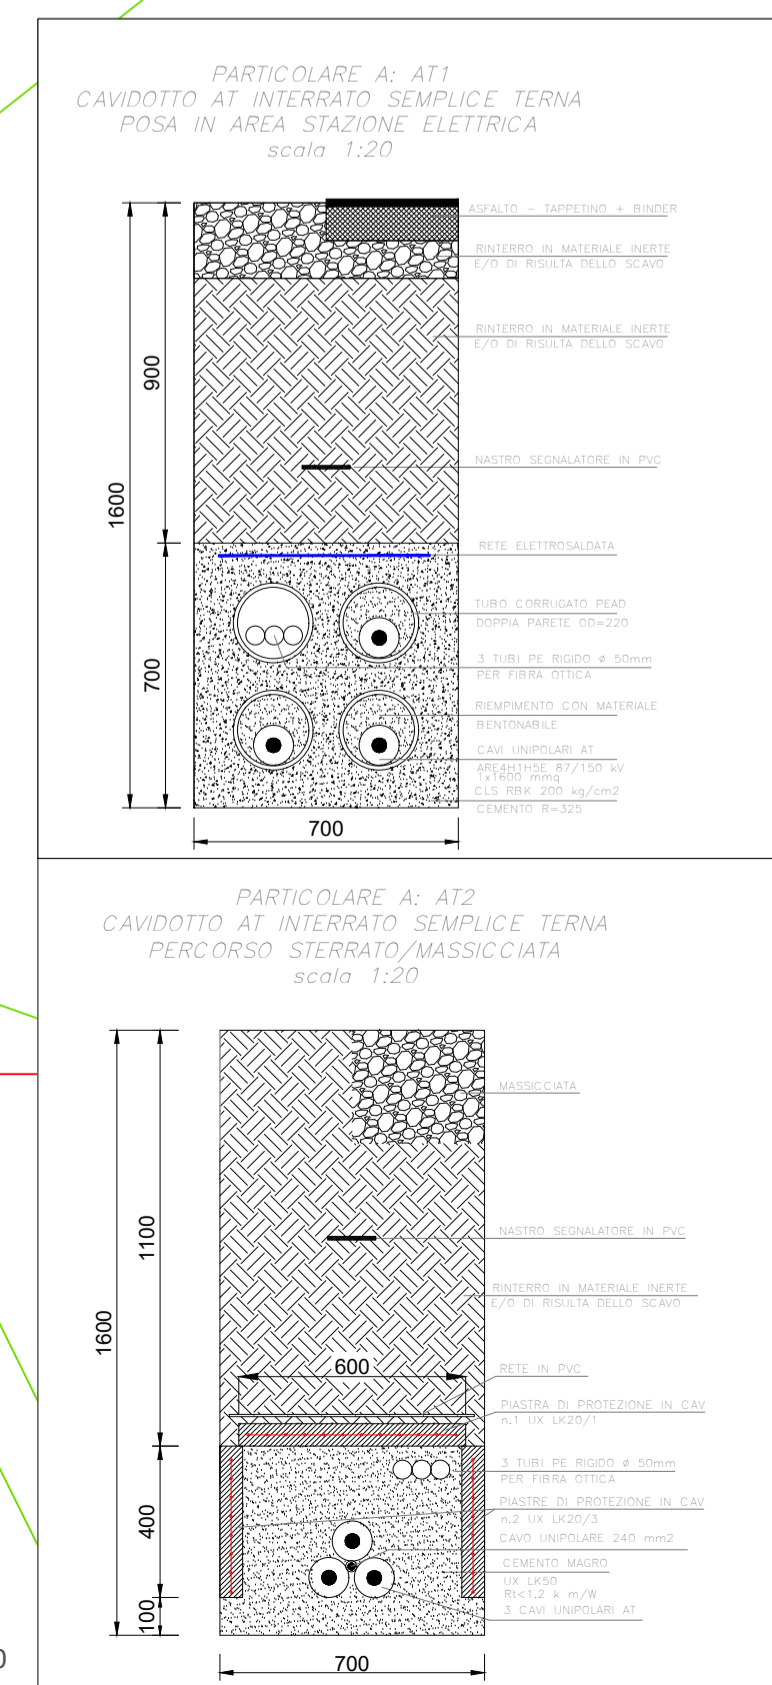 PARTICOLARE A: AT1
CAVIDOTTO AT INTERRATO SEMPLICE TERNA
POSA IN AREA STAZIONE ELETTRICA
scala 1:20
ASFALTO – TAPPETINO + BINDER
RINTERRO IN MATERIALE INERTE
E/O DI RISULTA DELLO SCAVO
RINTERRO IN MATERIALE INERTE
E/O DI RISULTA DELLO SCAVO
900
1600
NASTRO SEGNALATORE IN PVC
RETE ELETTROSALDATA
TUBO CORRUGATO PEAD
DOPPIA PARETE OD=220
700
3 TUBI PE RIGIDO ø 50mm
PER FIBRA OTTICA
RIEMPIMENTO CON MATERIALE
BENTONABILE
CAVI UNIPOLARI AT
ARE4H1H5E 87/150 kV
1x1600 mmq
CLS RBK 200 kg/cm2
CEMENTO R=325
700
PARTICOLARE A: AT2
CAVIDOTTO AT INTERRATO SEMPLICE TERNA
PERCORSO STERRATO/MASSICCIATA
scala 1:20
MASSICCIATA
1100
NASTRO SEGNALATORE IN PVC
RINTERRO IN MATERIALE INERTE
E/O DI RISULTA DELLO SCAVO
1600
600
RETE IN PVC
PIASTRA DI PROTEZIONE IN CAV
n.1 UX LK20/1
3 TUBI PE RIGIDO ø 50mm
PER FIBRA OTTICA
400
PIASTRE DI PROTEZIONE IN CAV
n.2 UX LK20/3
CAVO UNIPOLARE 240 mm2
CEMENTO MAGRO
UX LK50
Rt<1.2 k m/W
3 CAVI UNIPOLARI AT
100
700
0